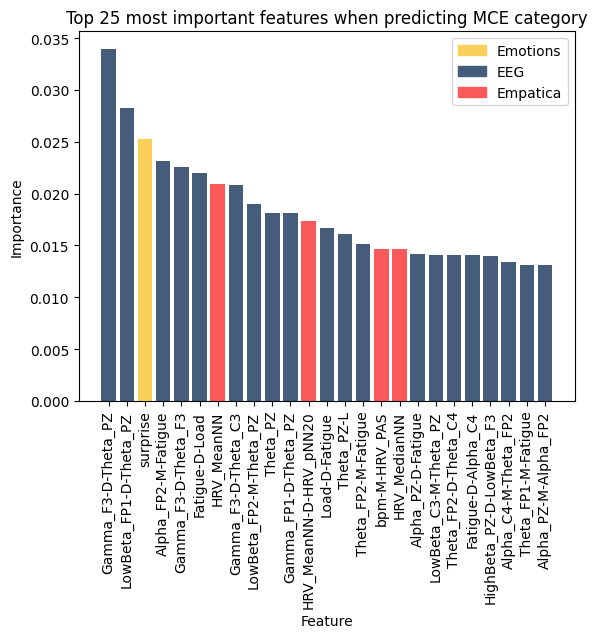 Top 25 most important features when predicting MCE category
Emotions
EEG
Empatica
Importance
0.035
0.030
0.025
0.020
0.015
0.010
0.005
0.000
Gamma_F3-D-Theta_PZ
LowBeta_FP1-D-Theta_PZ
surprise
Alpha_FP2-M-Fatigue
Gamma_F3-D-Theta_F3
Fatigue-D-Load
HRV_MeanNN
Gamma_F3-D-Theta_C3
LowBeta_FP2-M-Theta_PZ
Theta_PZ
Gamma_FP1-D-Theta_PZ
HRV_MeanNN-D-HRV_pNN20
Load-D-Fatigue
Theta_PZ-L
Theta_FP2-M-Fatigue
bpm-M-HRV_PAS
HRV_MedianNN
Alpha_PZ-D-Fatigue
LowBeta_C3-M-Theta_PZ
Theta_FP2-D-Theta_C4
Fatigue-D-Alpha_C4
HighBeta_PZ-D-LowBeta_F3
Alpha_C4-M-Theta_FP2
Theta_FP1-M-Fatigue
Alpha_PZ-M-Alpha_FP2
Feature